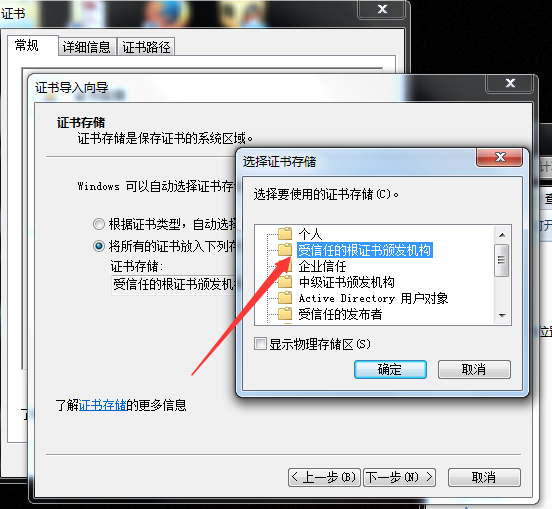 证书
常规
详细信息
证书路径
证书导入向导
证书存储
证书存储是保存证书的系统区域。
Windows 可以自动选择证书存
根据证书类型，自动选择
将所有的证书放入下列存
证书存储:
受信任的根证书颁发机构
选择证书存储
选择要使用的证书存储(C)。
个人
受信任的根证书颁发机构
企业信任
中级证书颁发机构
Active Directory 用户对象
受信任的发布者
显示物理存储区(S)
确定
取消
了解证书存储的更多信息
< 上一步(B)
下一步(N) >
取消